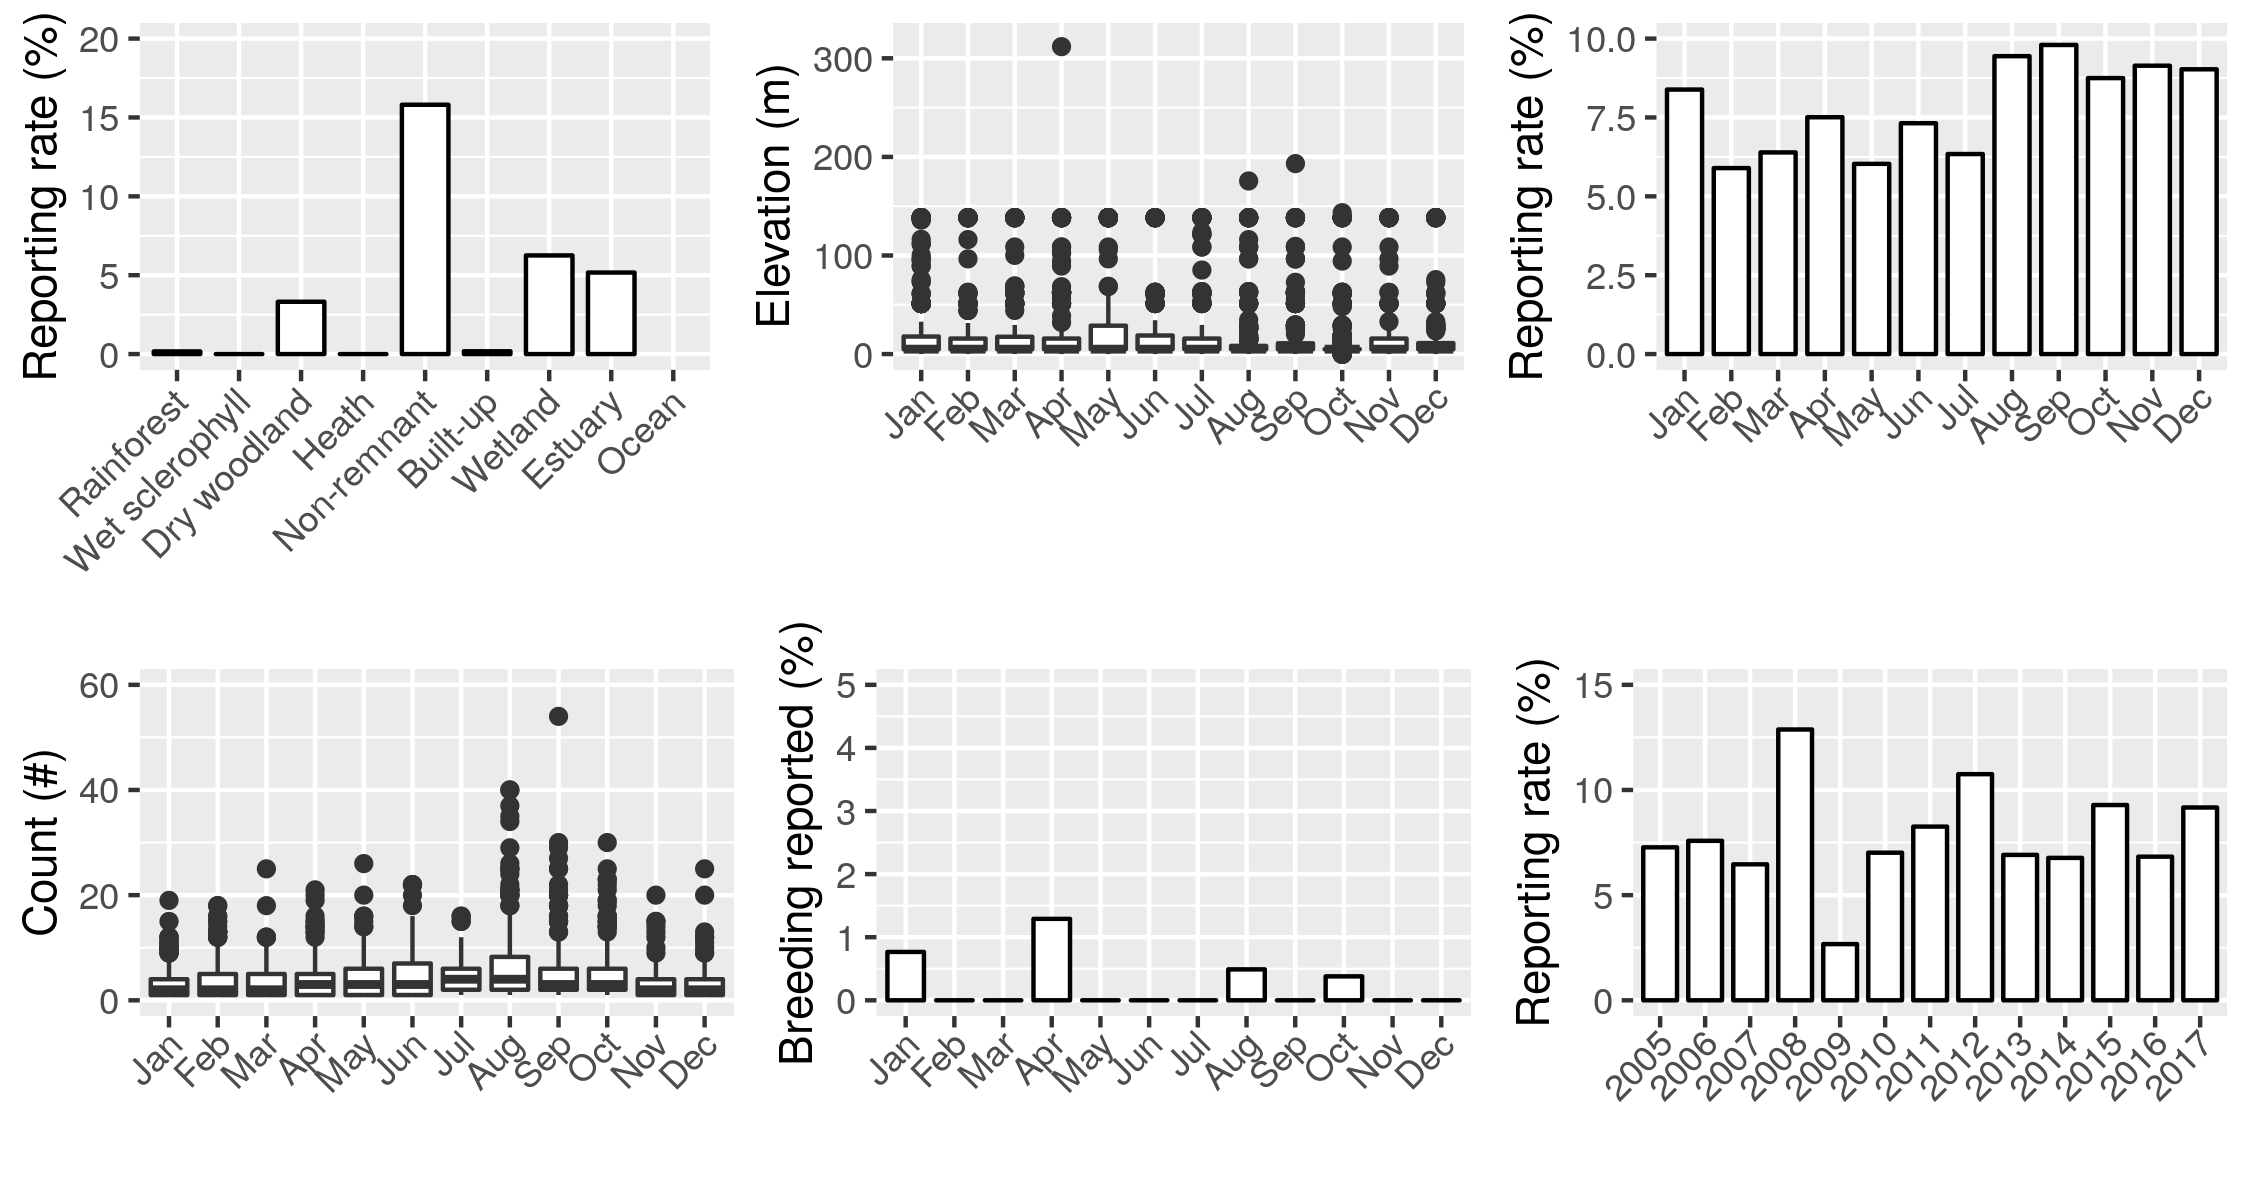 Reporting rate (%)
20
15
10
5
0
Rainforest
Wet sclerophyll
Dry woodland
Heath
Non-remnant
Built-up
Wetland
Estuary
Ocean
Elevation (m)
300
200
100
0
Jan
Feb
Mar
Apr
May
Jun
Jul
Aug
Sep
Oct
Nov
Dec
Reporting rate (%)
10.0
7.5
5.0
2.5
0.0
Jan
Feb
Mar
Apr
May
Jun
Jul
Aug
Sep
Oct
Nov
Dec
Count (#)
60
40
20
0
Jan
Feb
Mar
Apr
May
Jun
Jul
Aug
Sep
Oct
Nov
Dec
Breeding reported (%)
5
4
3
2
1
0
Jan
Feb
Mar
Apr
May
Jun
Jul
Aug
Sep
Oct
Nov
Dec
Reporting rate (%)
15
10
5
0
2005
2006
2007
2008
2009
2010
2011
2012
2013
2014
2015
2016
2017